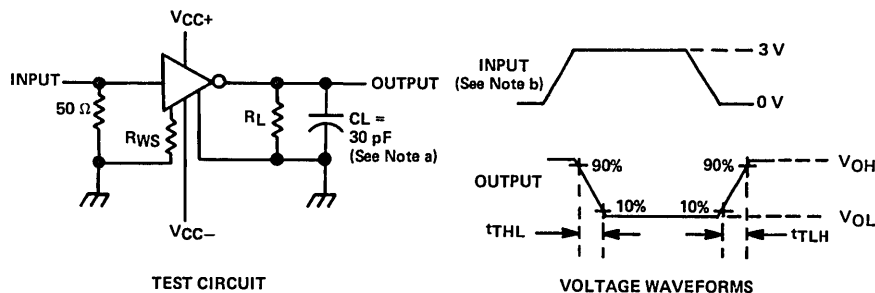 VCC+
INPUT
OUTPUT
50 Ω
RWS
RL
CL =
30 pF
(See Note a)
VCC–
TEST CIRCUIT
INPUT
(See Note b)
3 V
0 V
OUTPUT
90%
10%
10%
90%
VOH
VOL
tTHL
tTLH
VOLTAGE WAVEFORMS